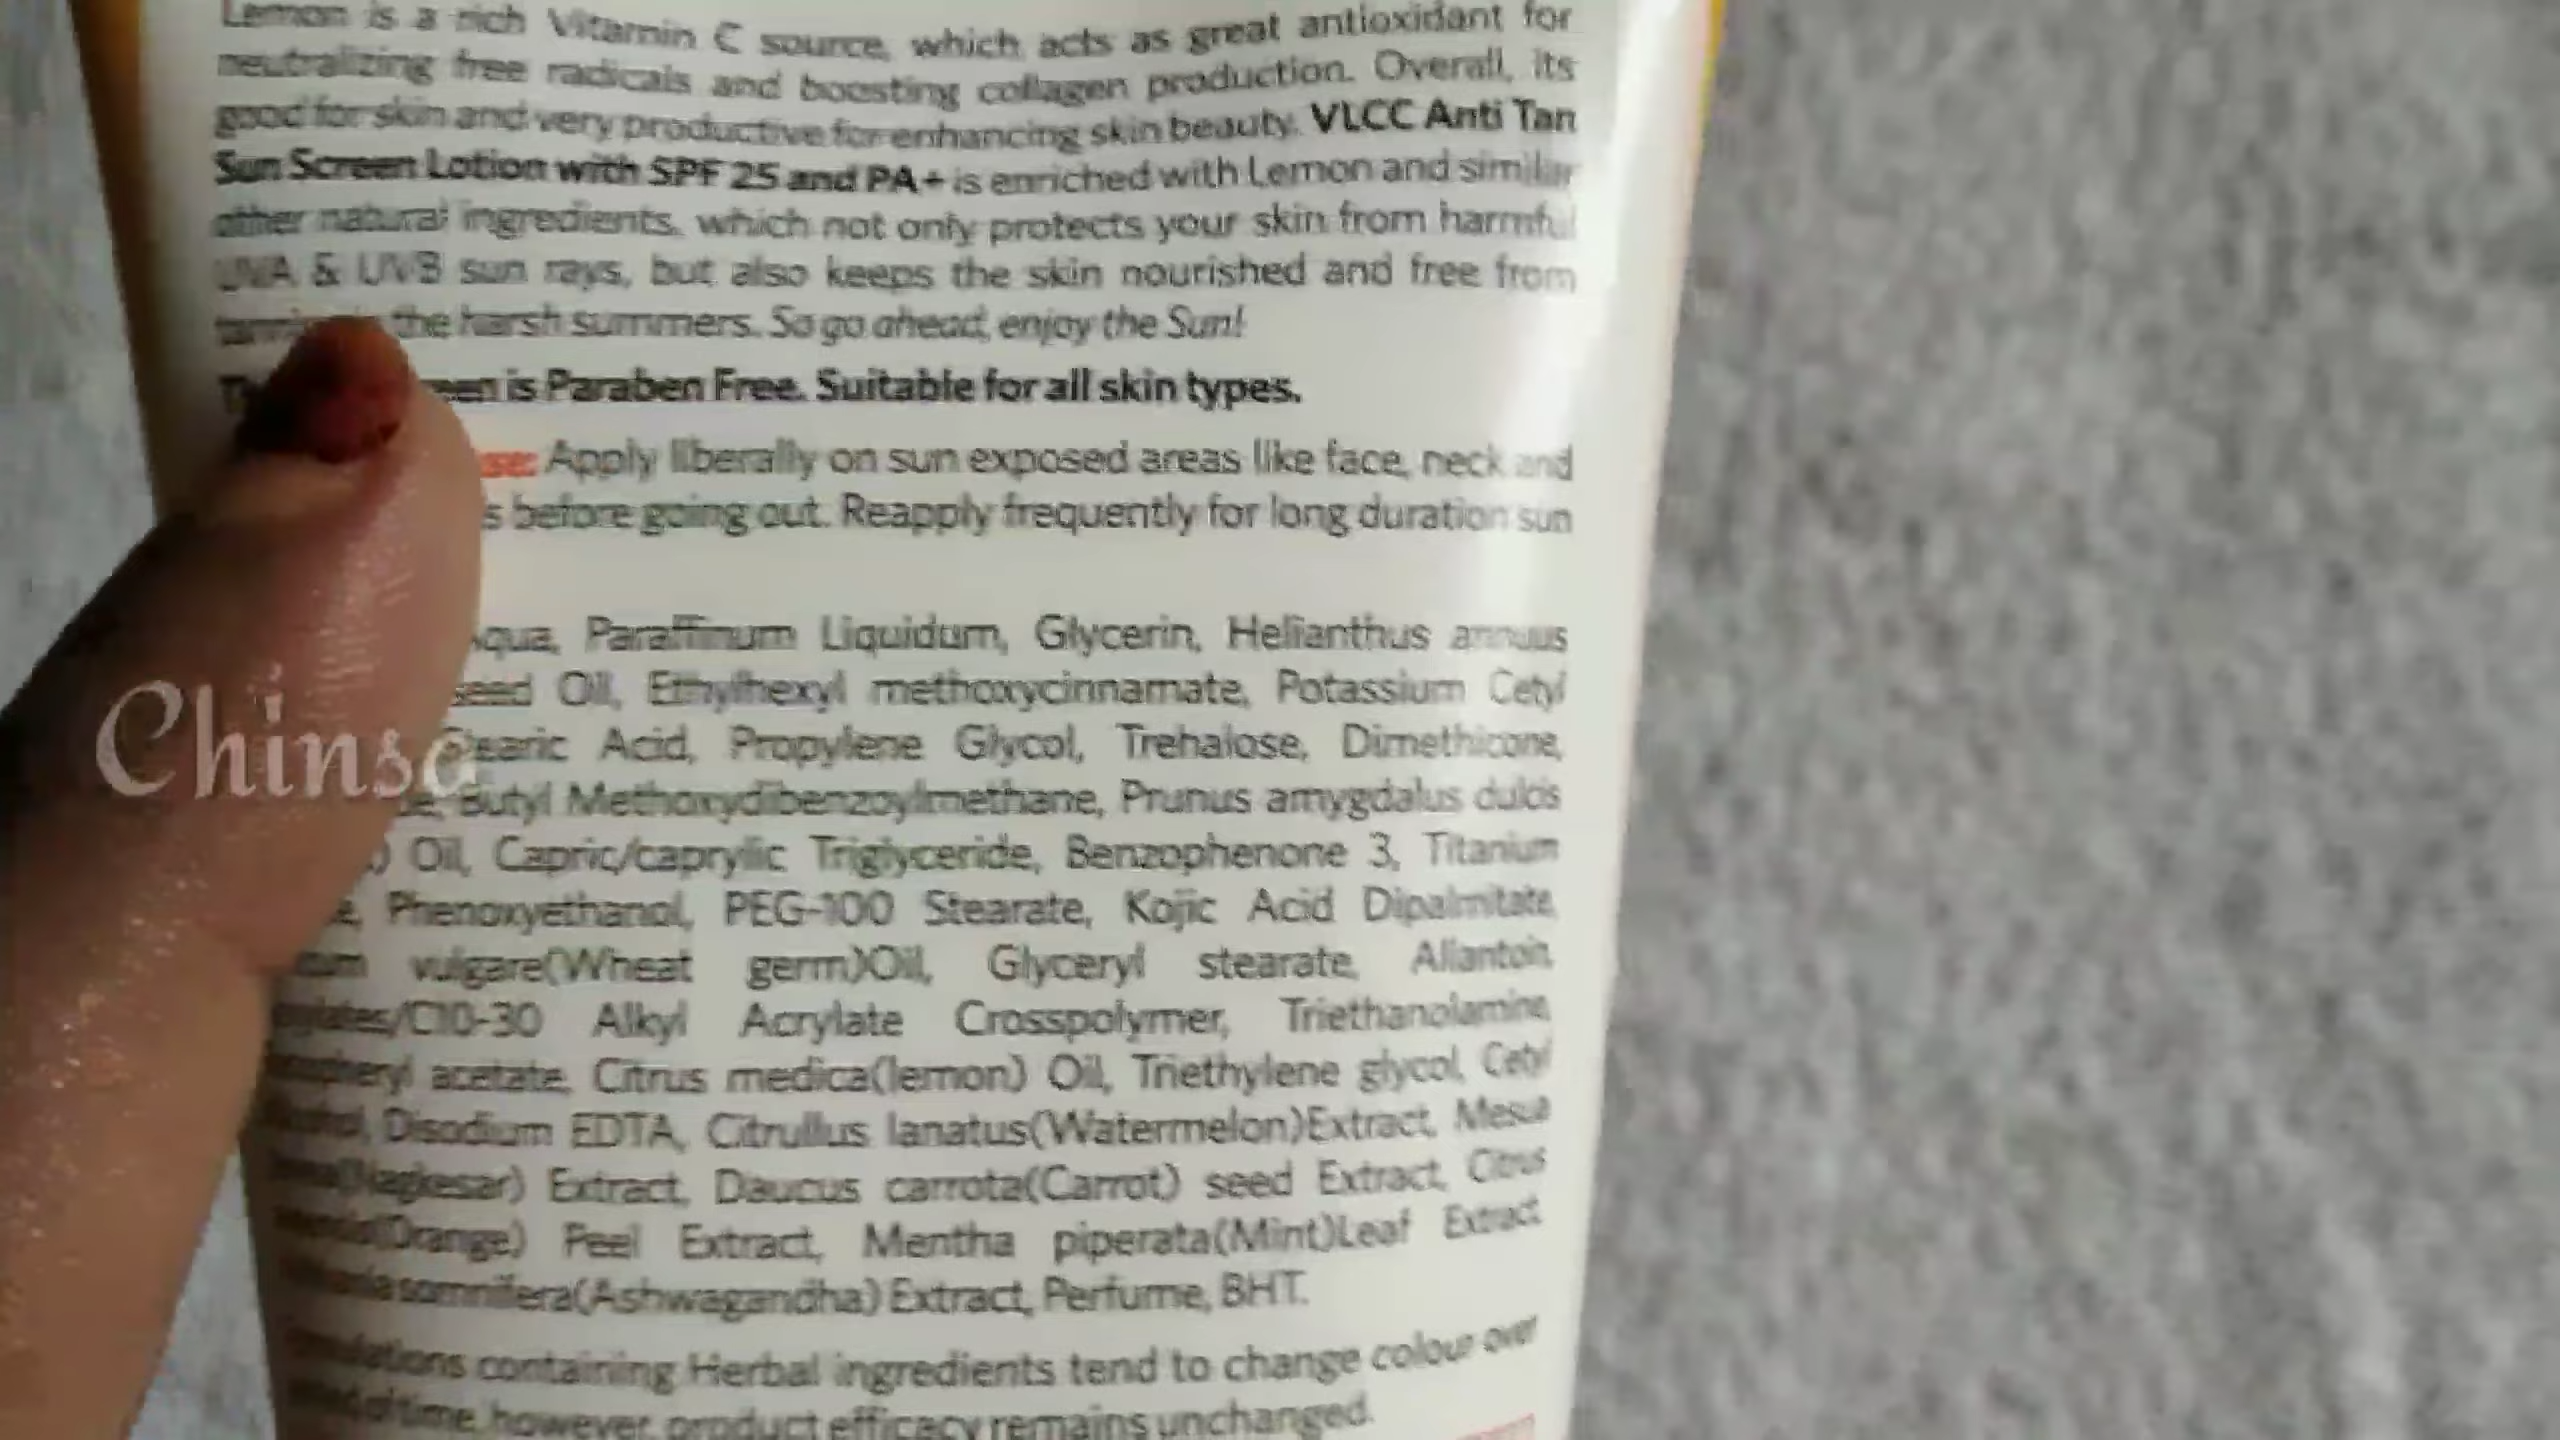 Lemon is a rich Vitamin C source, which acts as great antioxidant for
neutralizing free radicals and boosting collagen production. Overall, its
good for skin and very productive for enhancing skin beauty. VLCC Anti Tan
Sun Screen Lotion with SPF 25 and PA+ is enriched with Lemon and similar
other natural ingredients, which not only protects your skin from harmful
UVA & UVB sun rays, but also keeps the skin nourished and free from
the harsh summers. So go ahead, enjoy the Sun!
is Paraben Free. Suitable for all skin types.
Apply liberally on sun exposed areas like face, neck and
before going out. Reapply frequently for long duration sun
Aqua, Paraffinum Liquidum, Glycerin, Helianthus annuus
seed Oil, Ethylhexyl methoxycinnamate, Potassium Cetyl
Stearic Acid, Propylene Glycol, Trehalose, Dimethicone,
Butyl Methoxydibenzoylmethane, Prunus amygdalus dulcis
Oil, Capric/caprylic Triglyceride, Benzophenone 3, Titanium
Phenoxyethanol, PEG-100 Stearate, Kojic Acid Dipalmitate,
vulgare(Wheat germ)Oil, Glyceryl stearate, Allantoin,
/C10-30 Alkyl Acrylate Crosspolymer, Triethanolamine,
acetate, Citrus medica(lemon) Oil, Triethylene glycol, Cetyl
Disodium EDTA, Citrullus lanatus(Watermelon)Extract, Mesua
(Nagkesar) Extract, Daucus carrota(Carrot) seed Extract, Citrus
(Orange) Peel Extract, Mentha piperata(Mint)Leaf Extract
somnifera(Ashwagandha) Extract, Perfume, BHT.
containing Herbal ingredients tend to change colour over
of time, however, product efficacy remains unchanged.
Chinso